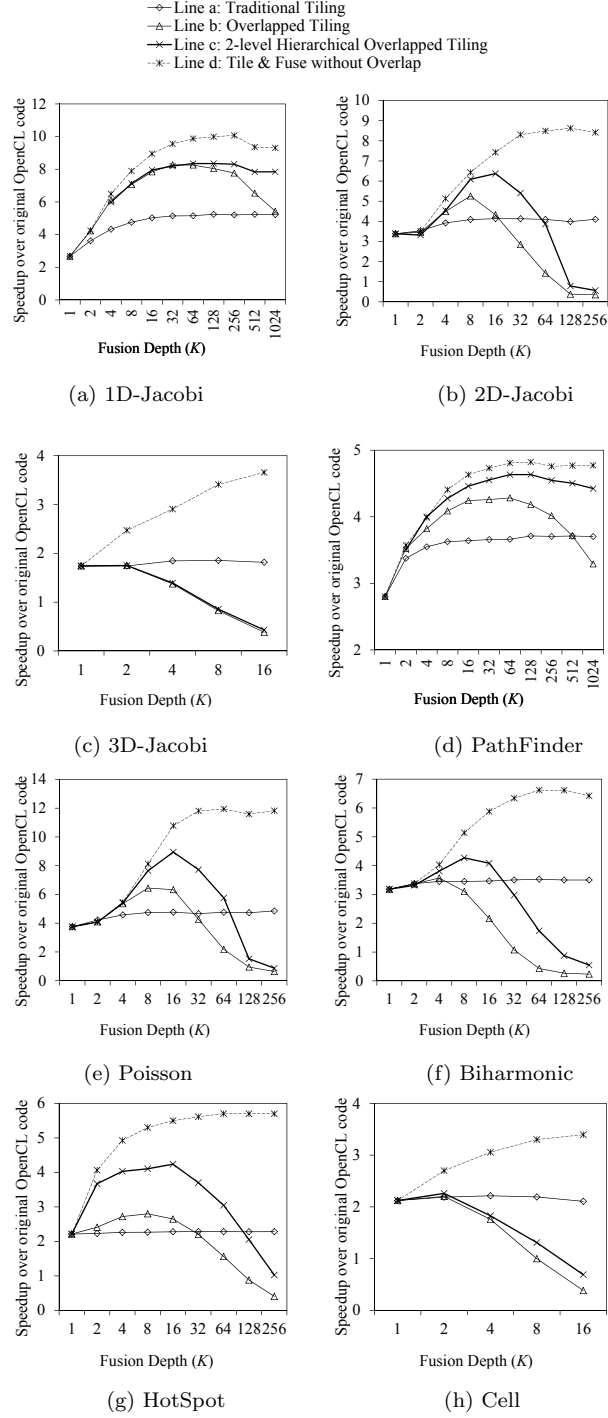 Line a: Traditional Tiling
Line b: Overlapped Tiling
Line c: 2-level Hierarchical Overlapped Tiling
Line d: Tile & Fuse without Overlap
Speedup over original OpenCL code
12
10
8
6
4
2
0
1 2 4 8 16 32 64 128 256 512 1024
Fusion Depth (K)
(a) 1D-Jacobi
Speedup over original OpenCL code
10
9
8
7
6
5
4
3
2
1
0
1 2 4 8 16 32 64 128 256
Fusion Depth (K)
(b) 2D-Jacobi
Speedup over original OpenCL code
4
3
2
1
0
1 2 4 8 16
Fusion Depth (K)
(c) 3D-Jacobi
Speedup over original OpenCL code
5
4
3
2
1 2 4 8 16 32 64 128 256 512 1024
Fusion Depth (K)
(d) PathFinder
Speedup over original OpenCL code
14
12
10
8
6
4
2
0
1 2 4 8 16 32 64 128 256
Fusion Depth (K)
(e) Poisson
Speedup over original OpenCL code
7
6
5
4
3
2
1
0
1 2 4 8 16 32 64 128 256
Fusion Depth (K)
(f) Biharmonic
Speedup over original OpenCL code
6
5
4
3
2
1
0
1 2 4 8 16 32 64 128 256
Fusion Depth (K)
(g) HotSpot
Speedup over original OpenCL code
4
3
2
1
0
1 2 4 8 16
Fusion Depth (K)
(h) Cell